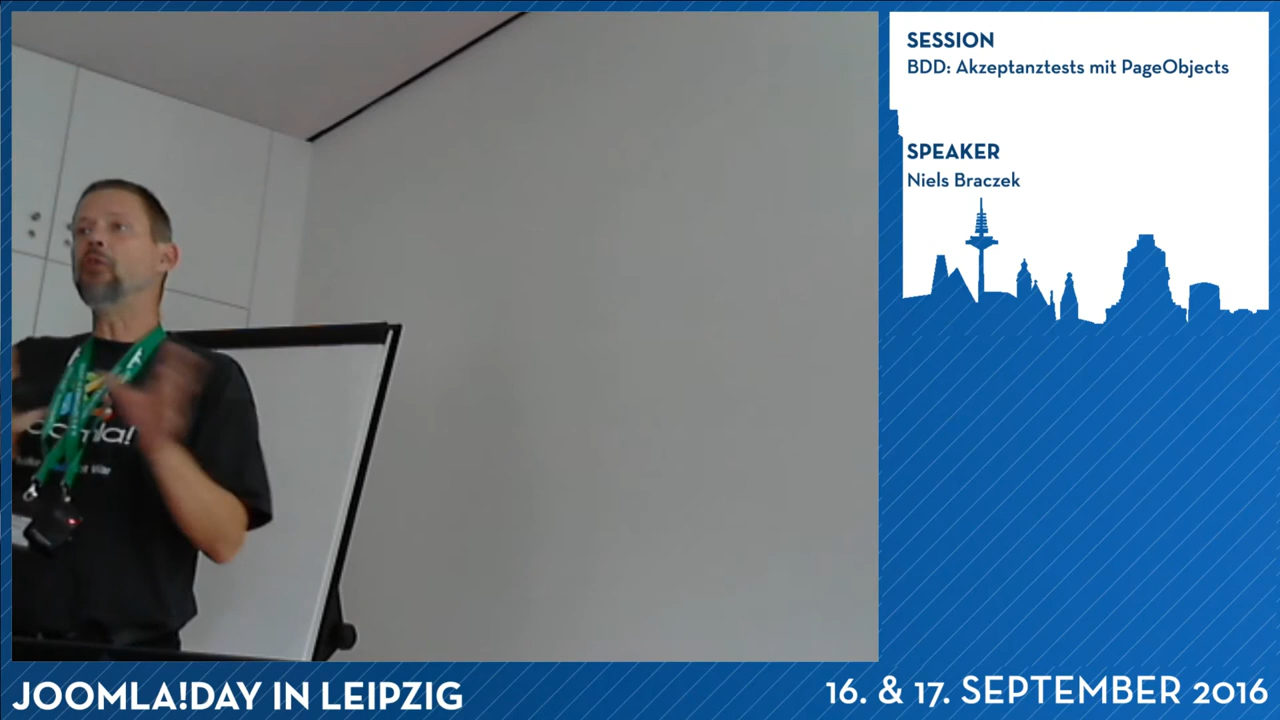 SESSION
BDD: Akzeptanztests mit PageObjects
SPEAKER
Niels Braczek
JOOMLA!DAY IN LEIPZIG
16. & 17. SEPTEMBER 2016